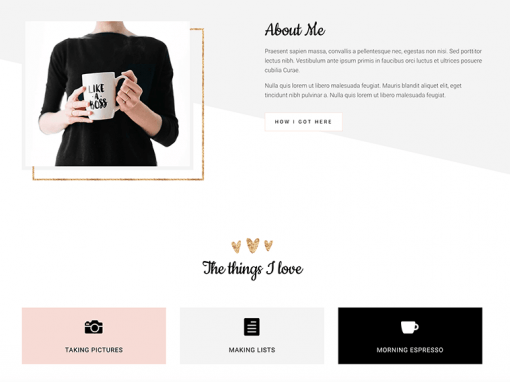 About Me
Praesent sapien massa, convallis a pellentesque nec, egestas non nisi. Sed porttitor
lectus nibh. Vestibulum ante ipsum primis in faucibus orci luctus et ultrices posuere
cubilia Curae.
Nulla quis lorem ut libero malesuada feugiat. Mauris blandit aliquet elit, eget
tincidunt nibh pulvinar a. Nulla quis lorem ut libero malesuada feugiat.
HOW I GOT HERE
LIKE
-A-
BOSS
The things I love
TAKING PICTURES
MAKING LISTS
MORNING ESPRESSO